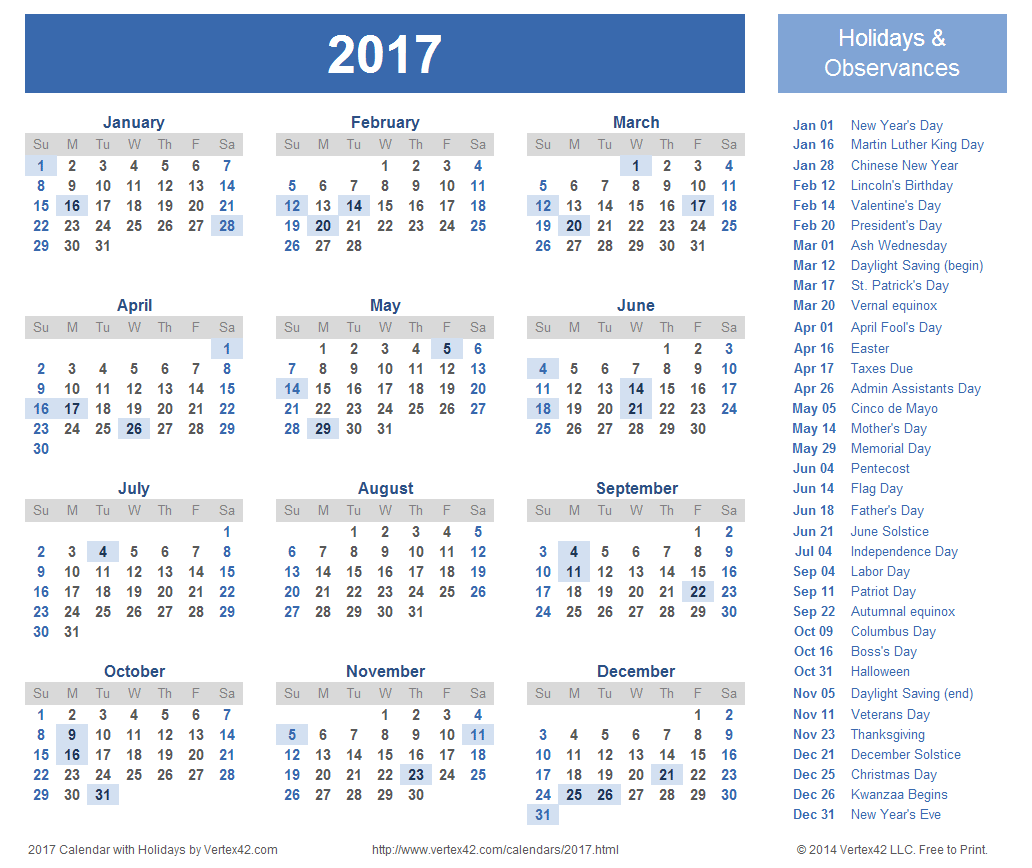 2017
January
Su M Tu W Th F Sa
1 2 3 4 5 6 7
8 9 10 11 12 13 14
15 16 17 18 19 20 21
22 23 24 25 26 27 28
29 30 31
February
Su M Tu W Th F Sa
1 2 3 4
5 6 7 8 9 10 11
12 13 14 15 16 17 18
19 20 21 22 23 24 25
26 27 28
March
Su M Tu W Th F Sa
1 2 3 4
5 6 7 8 9 10 11
12 13 14 15 16 17 18
19 20 21 22 23 24 25
26 27 28 29 30 31
April
Su M Tu W Th F Sa
1
2 3 4 5 6 7 8
9 10 11 12 13 14 15
16 17 18 19 20 21 22
23 24 25 26 27 28 29
30
May
Su M Tu W Th F Sa
1 2 3 4 5 6
7 8 9 10 11 12 13
14 15 16 17 18 19 20
21 22 23 24 25 26 27
28 29 30 31
June
Su M Tu W Th F Sa
1 2 3
4 5 6 7 8 9 10
11 12 13 14 15 16 17
18 19 20 21 22 23 24
25 26 27 28 29 30
July
Su M Tu W Th F Sa
1
2 3 4 5 6 7 8
9 10 11 12 13 14 15
16 17 18 19 20 21 22
23 24 25 26 27 28 29
30 31
August
Su M Tu W Th F Sa
1 2 3 4 5
6 7 8 9 10 11 12
13 14 15 16 17 18 19
20 21 22 23 24 25 26
27 28 29 30 31
September
Su M Tu W Th F Sa
1 2
3 4 5 6 7 8 9
10 11 12 13 14 15 16
17 18 19 20 21 22 23
24 25 26 27 28 29 30
October
Su M Tu W Th F Sa
1 2 3 4 5 6 7
8 9 10 11 12 13 14
15 16 17 18 19 20 21
22 23 24 25 26 27 28
29 30 31
November
Su M Tu W Th F Sa
1 2 3 4
5 6 7 8 9 10 11
12 13 14 15 16 17 18
19 20 21 22 23 24 25
26 27 28 29 30
December
Su M Tu W Th F Sa
1 2
3 4 5 6 7 8 9
10 11 12 13 14 15 16
17 18 19 20 21 22 23
24 25 26 27 28 29 30
31
Holidays &
Observances
Jan 01 New Year's Day
Jan 16 Martin Luther King Day
Jan 28 Chinese New Year
Feb 12 Lincoln's Birthday
Feb 14 Valentine's Day
Feb 20 President's Day
Mar 01 Ash Wednesday
Mar 12 Daylight Saving (begin)
Mar 17 St. Patrick's Day
Mar 20 Vernal equinox
Apr 01 April Fool's Day
Apr 16 Easter
Apr 17 Taxes Due
Apr 26 Admin Assistants Day
May 05 Cinco de Mayo
May 14 Mother's Day
May 29 Memorial Day
Jun 04 Pentecost
Jun 14 Flag Day
Jun 18 Father's Day
Jun 21 June Solstice
Jul 04 Independence Day
Sep 04 Labor Day
Sep 11 Patriot Day
Sep 22 Autumnal equinox
Oct 09 Columbus Day
Oct 16 Boss's Day
Oct 31 Halloween
Nov 05 Daylight Saving (end)
Nov 11 Veterans Day
Nov 23 Thanksgiving
Dec 21 December Solstice
Dec 25 Christmas Day
Dec 26 Kwanzaa Begins
Dec 31 New Year's Eve
2017 Calendar with Holidays by Vertex42.com
http://www.vertex42.com/calendars/2017.html
© 2014 Vertex42 LLC. Free to Print.